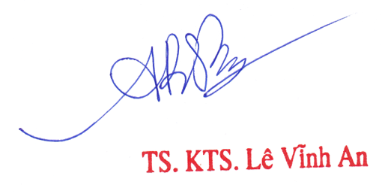 TS. KTS. Lê Vĩnh An